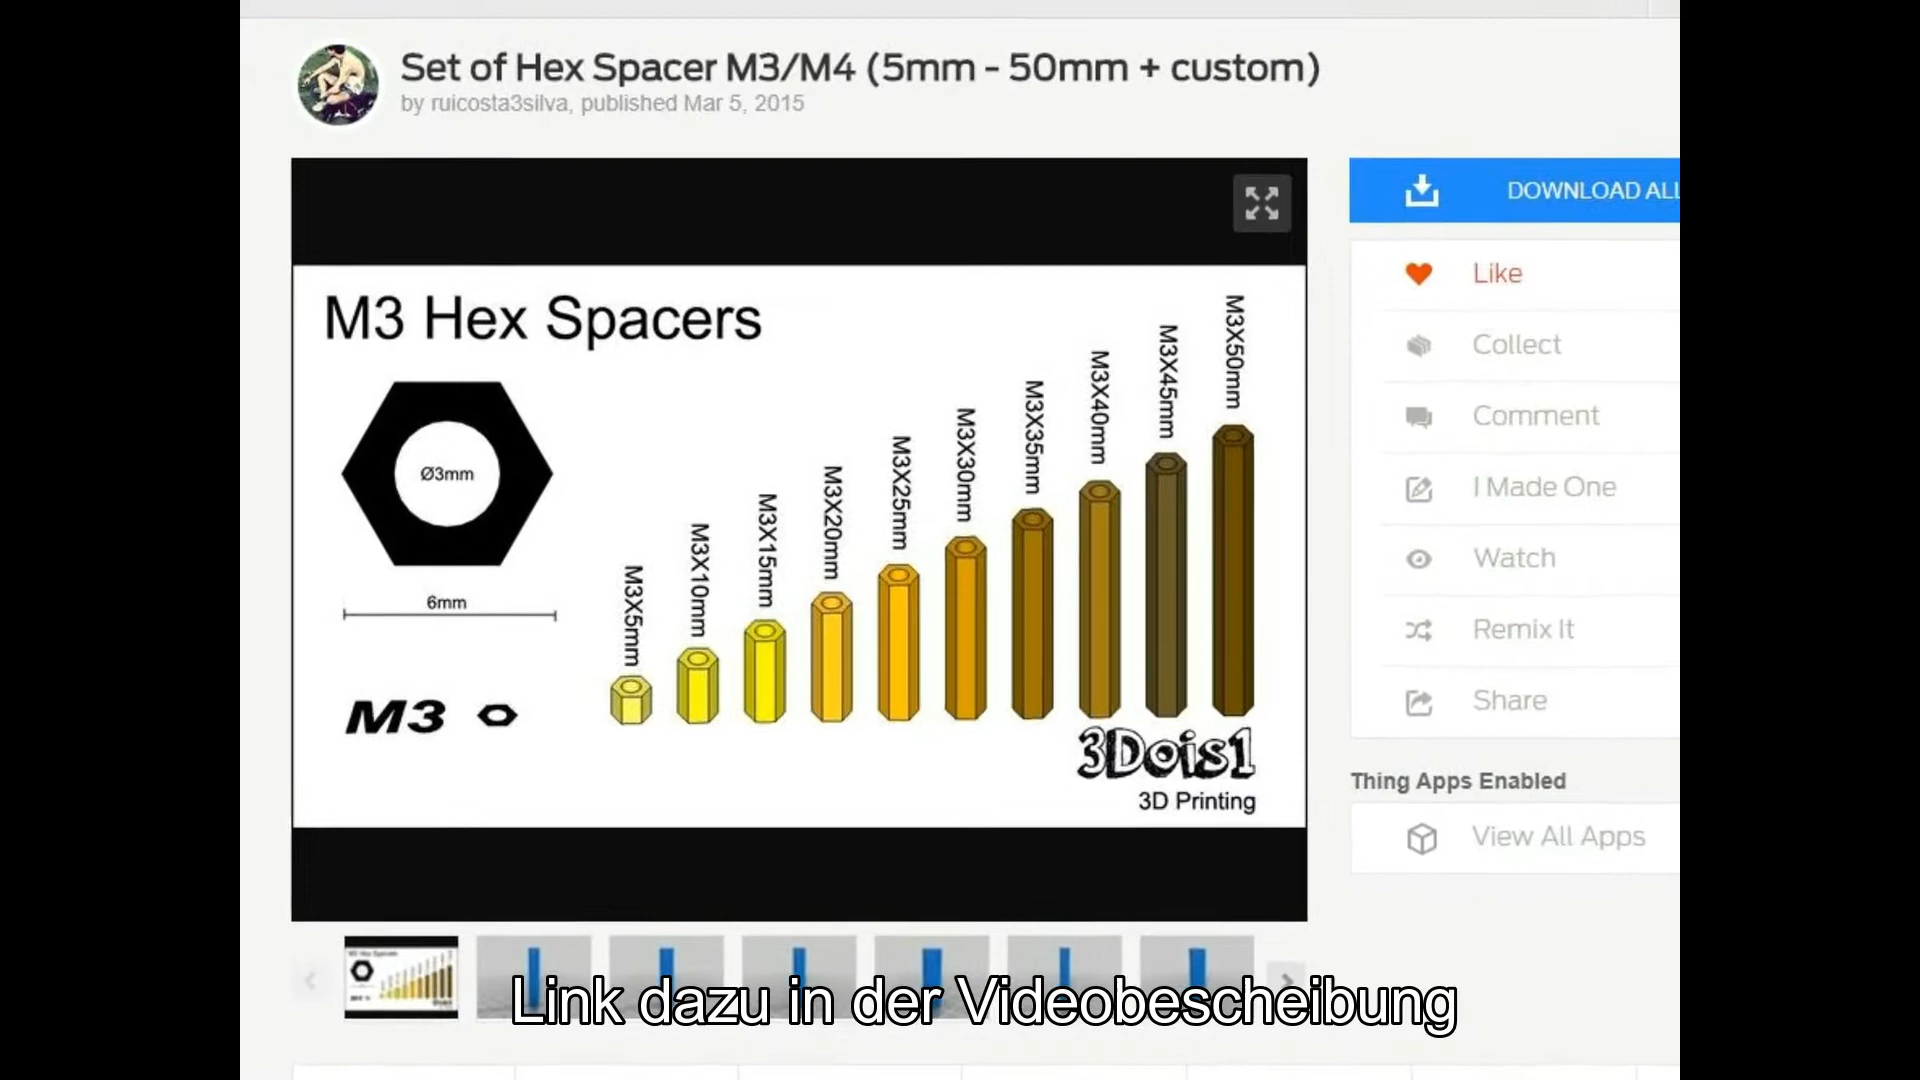 Set of Hex Spacer M3/M4 (5mm - 50mm + custom)
by ruicosta3silva, published Mar 5, 2015
DOWNLOAD ALL
Like
Collect
Comment
I Made One
Watch
Remix It
Share
Thing Apps Enabled
View All Apps
M3 Hex Spacers
Ø3mm
6mm
M3
M3X5mm
M3X10mm
M3X15mm
M3X20mm
M3X25mm
M3X30mm
M3X35mm
M3X40mm
M3X45mm
M3X50mm
3Dois1
3D Printing
Link dazu in der Videobescheibung